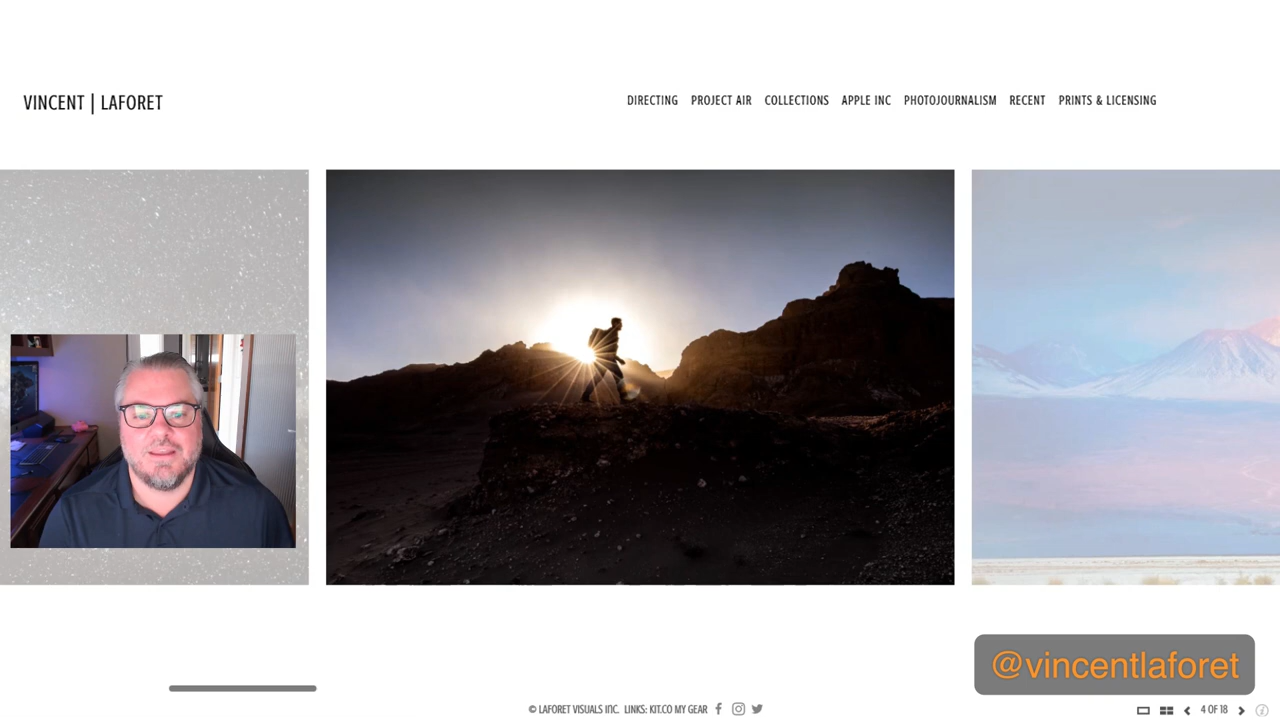 VINCENT | LAFORET
DIRECTING PROJECT AIR COLLECTIONS APPLE INC PHOTOJOURNALISM RECENT PRINTS & LICENSING
@vincentlaforet
© LAFORET VISUALS INC. LINKS: KIT.CO MY GEAR
4 OF 18